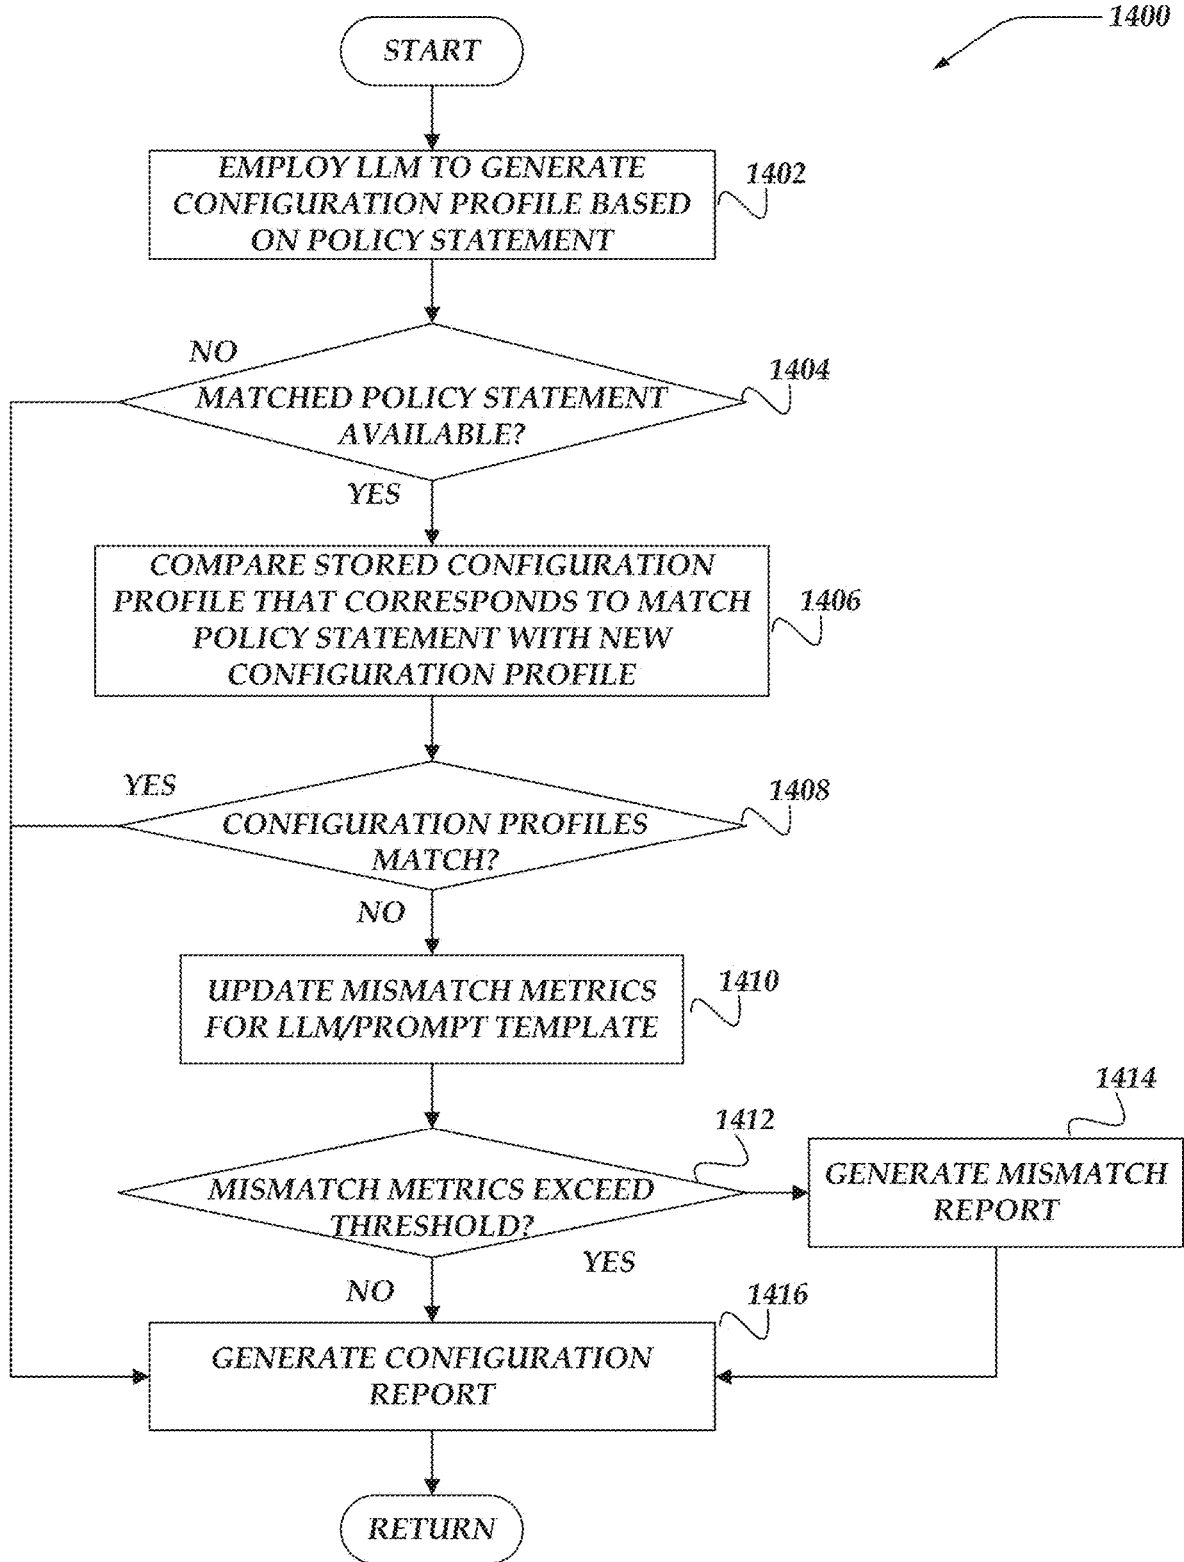 1400
START
EMPLOY LLM TO GENERATE
CONFIGURATION PROFILE BASED
ON POLICY STATEMENT
1402
NO
MATCHED POLICY STATEMENT
AVAILABLE?
1404
YES
COMPARE STORED CONFIGURATION
PROFILE THAT CORRESPONDS TO MATCH
POLICY STATEMENT WITH NEW
CONFIGURATION PROFILE
1406
YES
CONFIGURATION PROFILES
MATCH?
1408
NO
UPDATE MISMATCH METRICS
FOR LLM/PROMPT TEMPLATE
1410
MISMATCH METRICS EXCEED
THRESHOLD?
1412
YES
NO
GENERATE MISMATCH
REPORT
1414
GENERATE CONFIGURATION
REPORT
1416
RETURN